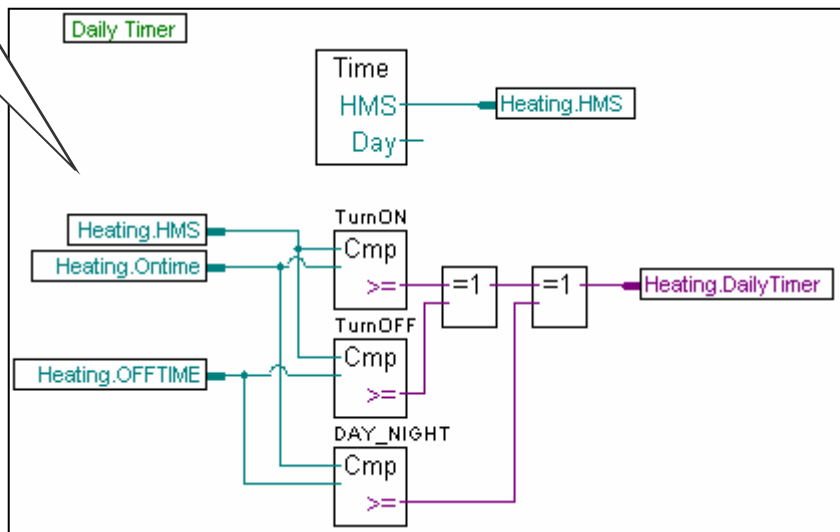 Daily Timer
Time
HMS
Heating.HMS
Day
TurnON
Heating.HMS
Cmp
Heating.Ontime
>=
=1
=1
Heating.DailyTimer
TurnOFF
Cmp
Heating.OFFTIME
>=
DAY_NIGHT
Cmp
>=